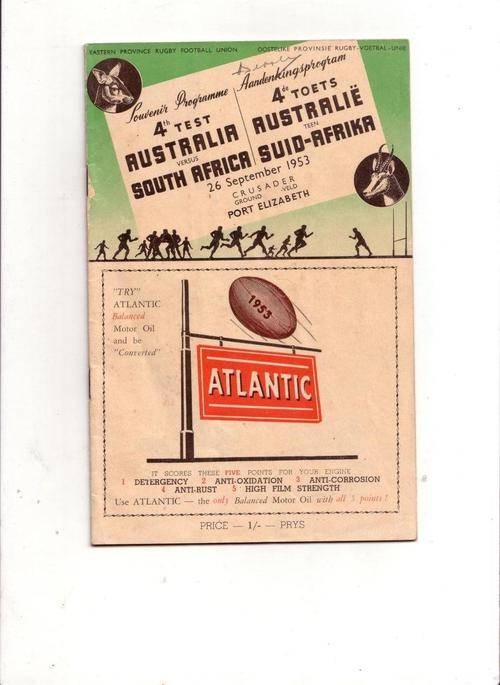 EASTERN PROVINCE RUGBY FOOTBALL UNION
OOSTELIKE PROVINSIE RUGBY-VOETBAL-UNIE
Souvenir Programme
4th TEST
AUSTRALIA
VERSUS
SOUTH AFRICA
Aandenkingsprogram
4de TOETS
AUSTRALIË
TEEN
SUID-AFRIKA
26 September 1953
CRUSADER
GROUND -VELD
PORT ELIZABETH
"TRY"
ATLANTIC
Balanced
Motor Oil
and be
"Converted"
1953
ATLANTIC
IT SCORES THESE FIVE POINTS FOR YOUR ENGINE
1 DETERGENCY 2 ANTI-OXIDATION 3 ANTI-CORROSION
4 ANTI-RUST 5 HIGH FILM STRENGTH
Use ATLANTIC — the only Balanced Motor Oil with all 5 points!
PRICE — 1/- — PRYS